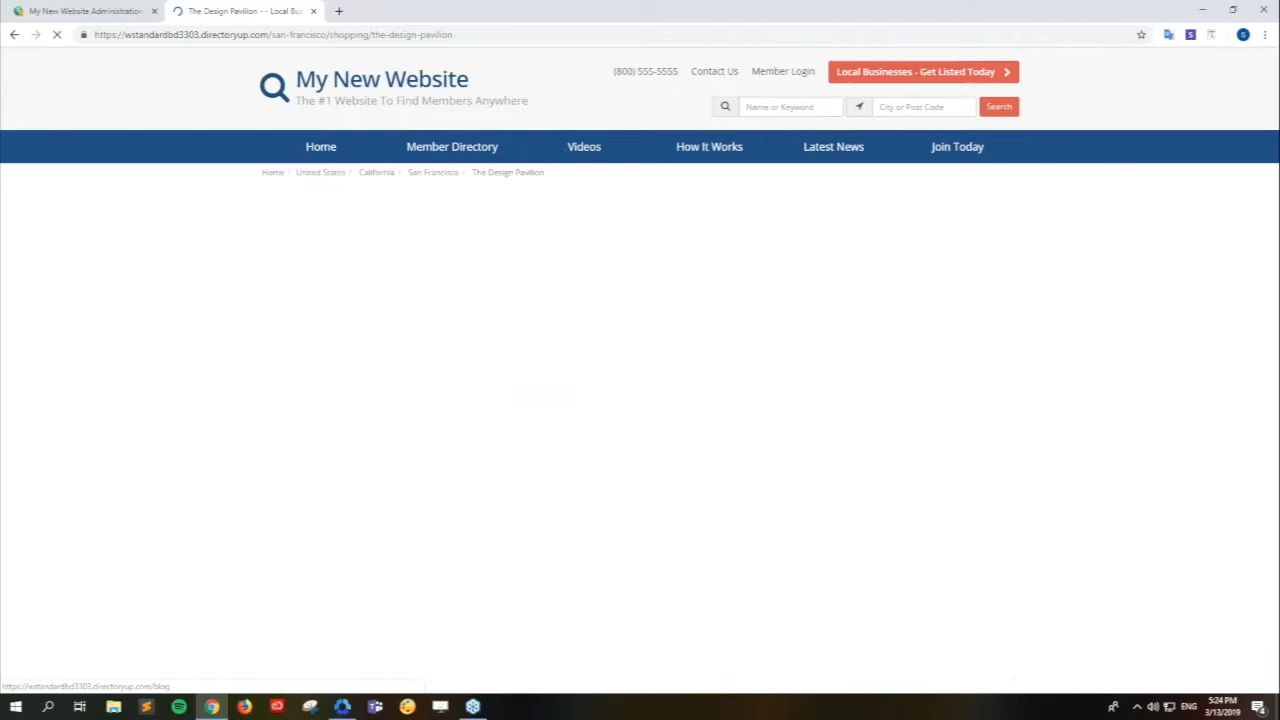 My New Website Administration
The Design Pavilion - - Local Bus
https://wstandardbd3303.directoryup.com/san-francisco/shopping/the-design-pavilion
My New Website
The #1 Website To Find Members Anywhere
(800) 555-5555 Contact Us Member Login Local Businesses - Get Listed Today
Name or Keyword City or Post Code Search
Home Member Directory Videos How It Works Latest News Join Today
Home / United States / California / San Francisco / The Design Pavilion
https://wstandardbd3303.directoryup.com/blog
ENG
5:24 PM
3/13/2019